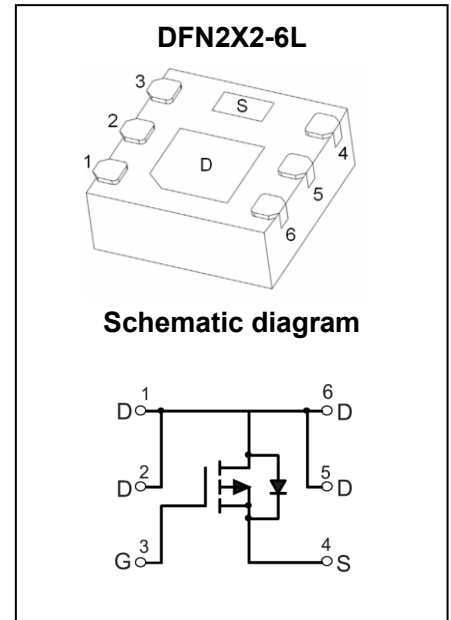 DFN2X2-6L
3
S
2
4
1
D
5
6
Schematic diagram
1 6
D D
2 5
D D
3 4
G S